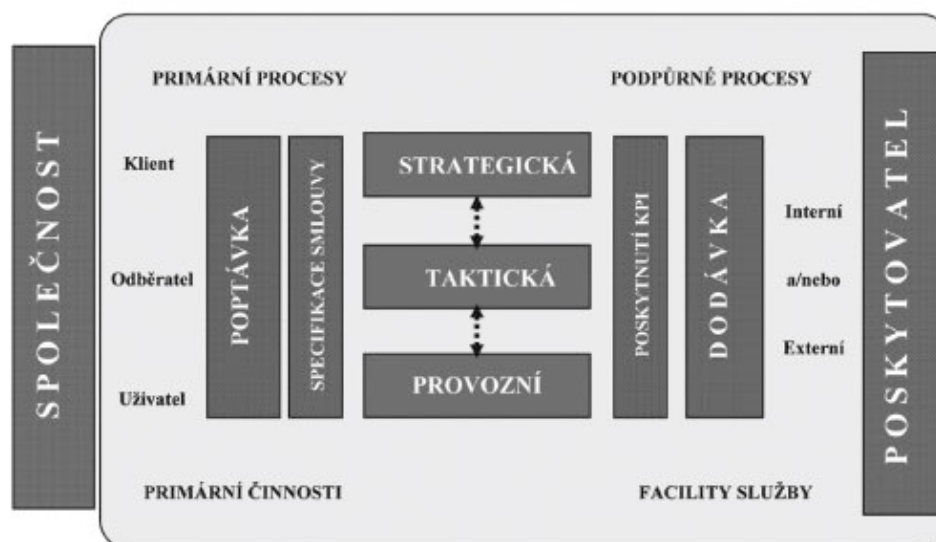 SPOLEČNOST
PRIMÁRNÍ PROCESY
Klient
Odběratel
Uživatel
POPTÁVKA
SPECIFIKACE SMLOUVY
PRIMÁRNÍ ČINNOSTI
STRATEGICKÁ
TAKTICKÁ
PROVOZNÍ
PODPŮRNÉ PROCESY
POSKYTNUTÍ KPI
DODÁVKA
Interní
a/nebo
Externí
FACILITY SLUŽBY
POSKYTOVATEL